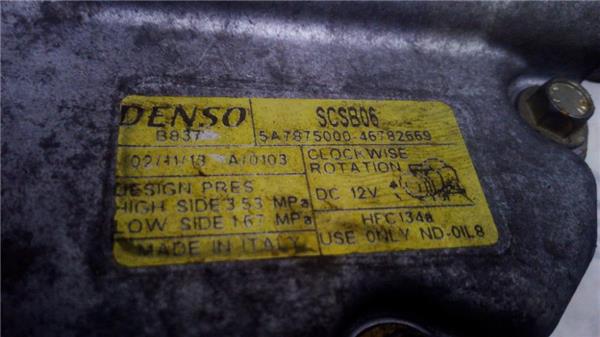 DENSO
B837
SCSB06
5A7875000-46782669
02/11/13 A/0103
CLOCKWISE
ROTATION
DC 12V
DESIGN PRES
HIGH SIDE 3.53 MPa
LOW SIDE 1.67 MPa
HFC134a
USE ONLY ND-OIL8
MADE IN ITALY